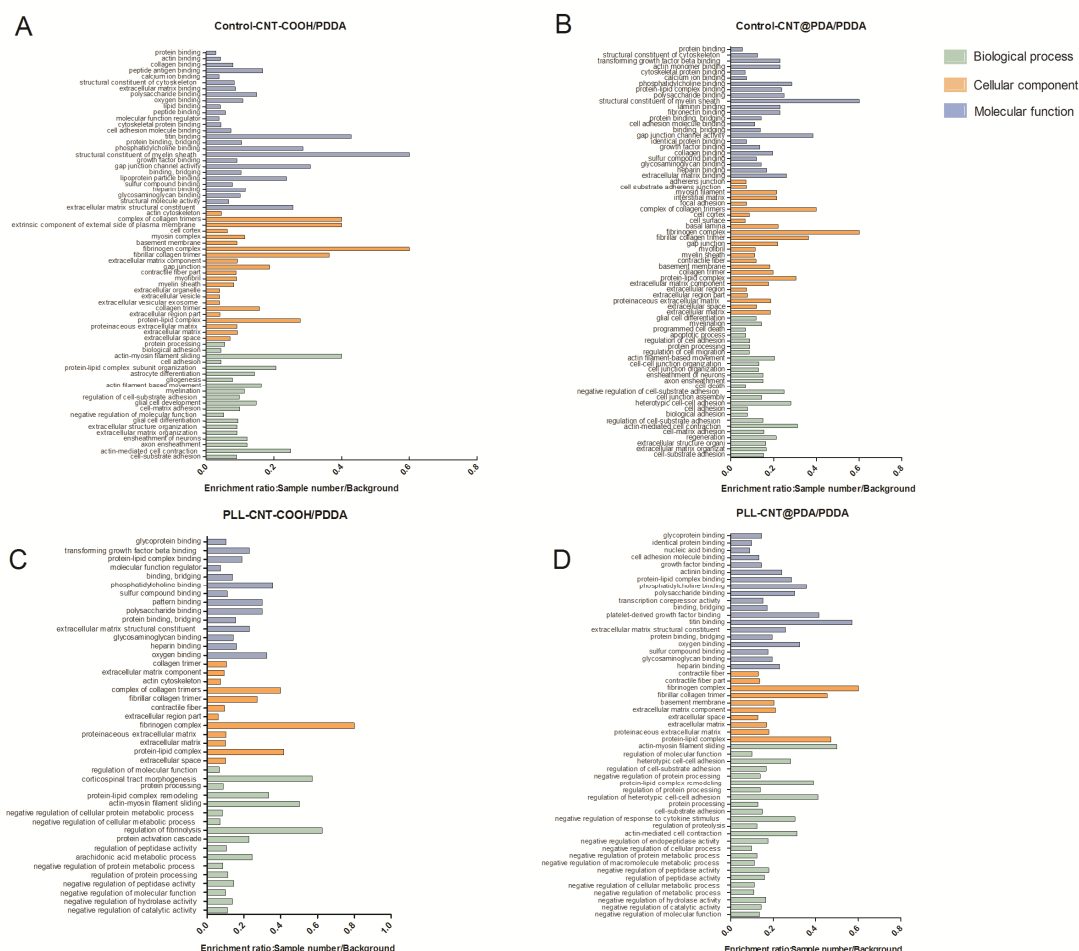 A
Control-CNT-COOH/PDDA
protein binding
actin binding
collagen binding
peptide antigen binding
calcium ion binding
structural constituent of cytoskeleton
extracellular matrix binding
polysaccharide binding
oxygen binding
lipid binding
peptide binding
molecular function regulator
cytoskeletal protein binding
cell adhesion molecule binding
titin binding
protein binding, bridging
phosphatidylcholine binding
structural constituent of myelin sheath
growth factor binding
gap junction channel activity
binding, bridging
lipoprotein particle binding
sulfur compound binding
heparin binding
glycosaminoglycan binding
structural molecule activity
extracellular matrix structural constituent
actin cytoskeleton
complex of collagen trimers
extrinsic component of external side of plasma membrane
cell cortex
myosin complex
basement membrane
fibrinogen complex
fibrillar collagen trimer
extracellular matrix component
gap junction
contractile fiber part
myofibril
myelin sheath
extracellular organelle
extracellular vesicle
extracellular vesicular exosome
collagen trimer
extracellular region part
protein-lipid complex
proteinaceous extracellular matrix
extracellular matrix
extracellular space
protein processing
biological adhesion
actin-myosin filament sliding
cell adhesion
protein-lipid complex subunit organization
astrocyte differentiation
gliogenesis
actin filament based movement
myelination
regulation of cell-substrate adhesion
glial cell development
cell-matrix adhesion
negative regulation of molecular function
glial cell differentiation
extracellular structure organization
extracellular matrix organization
ensheathment of neurons
axon ensheathment
actin-mediated cell contraction
cell-substrate adhesion
0.0 0.2 0.4 0.6 0.8
Enrichment ratio:Sample number/Background
B
Control-CNT@PDA/PDDA
protein binding
structural constituent of cytoskeleton
transforming growth factor beta binding
actin monomer binding
cytoskeletal protein binding
calcium ion binding
phosphatidylcholine binding
protein-lipid complex binding
polysaccharide binding
structural constituent of myelin sheath
laminin binding
fibronectin binding
protein binding, bridging
cell adhesion molecule binding
binding, bridging
gap junction channel activity
identical protein binding
growth factor binding
collagen binding
sulfur compound binding
glycosaminoglycan binding
heparin binding
extracellular matrix binding
adherens junction
cell-substrate adherens junction
myosin filament
interstitial matrix
focal adhesion
complex of collagen trimers
cell cortex
cell surface
basal lamina
fibrinogen complex
fibrillar collagen trimer
gap junction
myofibril
myelin sheath
contractile fiber
basement membrane
collagen trimer
protein-lipid complex
extracellular matrix component
extracellular region
extracellular region part
proteinaceous extracellular matrix
extracellular space
extracellular matrix
glial cell differentiation
myelination
programmed cell death
apoptotic process
regulation of cell adhesion
protein processing
regulation of cell migration
actin filament-based movement
cell-cell junction organization
cell junction organization
ensheathment of neurons
axon ensheathment
cell death
negative regulation of cell-substrate adhesion
cell junction assembly
heterotypic cell-cell adhesion
cell adhesion
biological adhesion
regulation of cell-substrate adhesion
actin-mediated cell contraction
cell-matrix adhesion
regeneration
extracellular structure organi
extracellular matrix organizat
cell-substrate adhesion
0.0 0.2 0.4 0.6 0.8
Enrichment ratio:Sample number/Background
Biological process
Cellular component
Molecular function
C
PLL-CNT-COOH/PDDA
glycoprotein binding
transforming growth factor beta binding
protein-lipid complex binding
molecular function regulator
binding, bridging
phosphatidylcholine binding
sulfur compound binding
pattern binding
polysaccharide binding
protein binding, bridging
extracellular matrix structural constituent
glycosaminoglycan binding
heparin binding
oxygen binding
collagen trimer
extracellular matrix component
actin cytoskeleton
complex of collagen trimers
fibrillar collagen trimer
contractile fiber
extracellular region part
fibrinogen complex
proteinaceous extracellular matrix
extracellular matrix
protein-lipid complex
extracellular space
regulation of molecular function
corticospinal tract morphogenesis
protein processing
protein-lipid complex remodeling
actin-myosin filament sliding
negative regulation of cellular protein metabolic process
negative regulation of cellular metabolic process
regulation of fibrinolysis
protein activation cascade
regulation of peptidase activity
arachidonic acid metabolic process
negative regulation of protein metabolic process
regulation of protein processing
negative regulation of peptidase activity
negative regulation of molecular function
negative regulation of hydrolase activity
negative regulation of catalytic activity
0.0 0.2 0.4 0.6 0.8 1.0
Enrichment ratio:Sample number/Background
D
PLL-CNT@PDA/PDDA
glycoprotein binding
identical protein binding
nucleic acid binding
cell adhesion molecule binding
growth factor binding
actinin binding
protein-lipid complex binding
phosphatidylcholine binding
polysaccharide binding
transcription corepressor activity
binding, bridging
platelet-derived growth factor binding
titin binding
extracellular matrix structural constituent
protein binding, bridging
oxygen binding
sulfur compound binding
glycosaminoglycan binding
heparin binding
contractile fiber
contractile fiber part
fibrinogen complex
fibrillar collagen trimer
basement membrane
extracellular matrix component
extracellular space
extracellular matrix
proteinaceous extracellular matrix
protein-lipid complex
actin-myosin filament sliding
regulation of molecular function
heterotypic cell-cell adhesion
regulation of cell-substrate adhesion
negative regulation of protein processing
protein-lipid complex remodeling
regulation of protein processing
regulation of heterotypic cell-cell adhesion
protein processing
cell-substrate adhesion
negative regulation of response to cytokine stimulus
regulation of proteolysis
actin-mediated cell contraction
negative regulation of endopeptidase activity
negative regulation of cellular process
negative regulation of protein metabolic process
negative regulation of macromolecule metabolic process
negative regulation of peptidase activity
regulation of peptidase activity
negative regulation of cellular metabolic process
negative regulation of metabolic process
negative regulation of hydrolase activity
negative regulation of catalytic activity
negative regulation of molecular function
0.0 0.2 0.4 0.6 0.8
Enrichment ratio:Sample number/Background